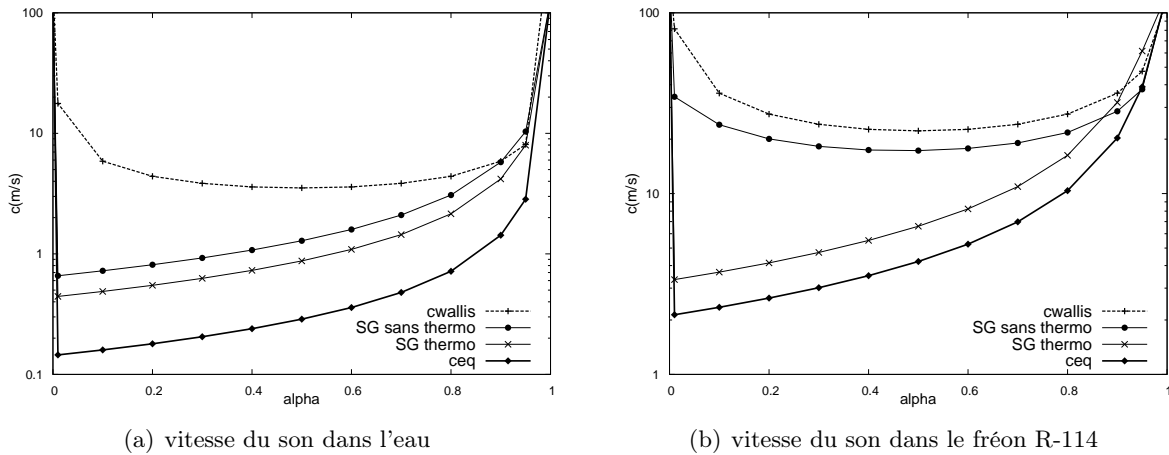 100
10
1
0.1
c(m/s)
0 0.2 0.4 0.6 0.8 1
alpha
cwallis
SG sans thermo
SG thermo
ceq
(a) vitesse du son dans l'eau
100
10
1
c(m/s)
0 0.2 0.4 0.6 0.8 1
alpha
cwallis
SG sans thermo
SG thermo
ceq
(b) vitesse du son dans le fréon R-114